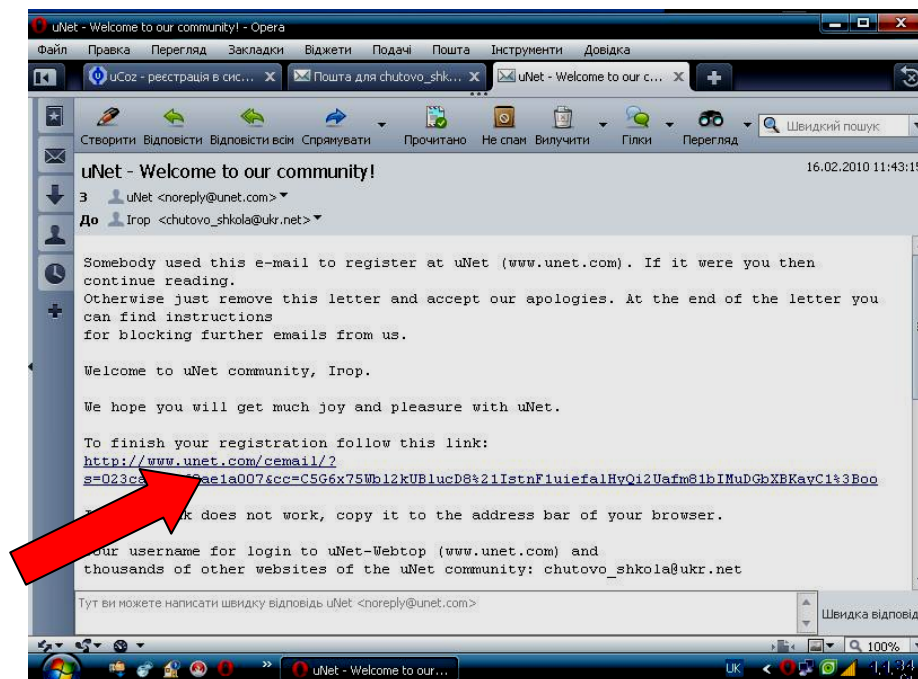 uNet - Welcome to our community! - Opera
Файл Правка Перегляд Закладки Віджети Подачі Пошта Інструменти Довідка
uCoz - реєстрація в сис... Пошта для chutovo_shk... uNet - Welcome to our c...
Створити Відповісти Відповісти всім Спрямувати Прочитано Не спам Вилучити Гілки Перегляд Швидкий пошук
uNet - Welcome to our community! 16.02.2010 11:43:15
З uNet <noreply@unet.com>
До Ігор <chutovo_shkola@ukr.net>
Somebody used this e-mail to register at uNet (www.unet.com). If it were you then
continue reading.
Otherwise just remove this letter and accept our apologies. At the end of the letter you
can find instructions
for blocking further emails from us.
Welcome to uNet community, Ігор.
We hope you will get much joy and pleasure with uNet.
To finish your registration follow this link:
http://www.unet.com/cemail/?
does not work, copy it to the address bar of your browser.
username for login to uNet-Webtop (www.unet.com) and
thousands of other websites of the uNet community: chutovo_shkola@ukr.net
Тут ви можете написати швидку відповідь uNet <noreply@unet.com>
Швидка відповід
100%
uNet - Welcome to our... UK